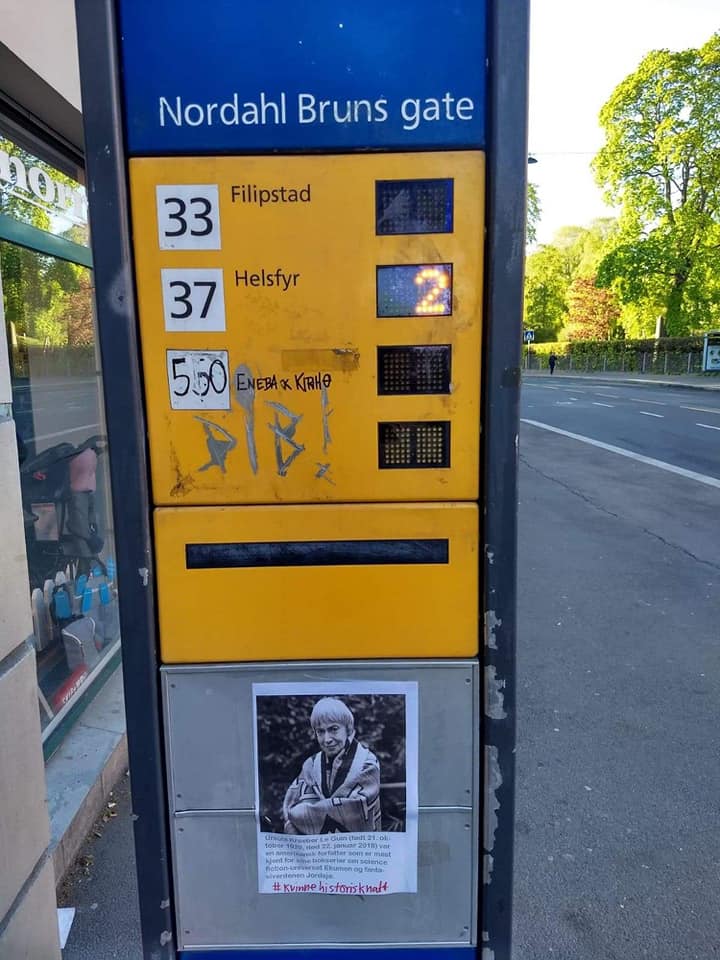 Nordahl Bruns gate
33 Filipstad
37 Helsfyr 2
550
Ursula Kroeber Le Guin (født 21. ok-
tober 1929, død 22. januar 2018) var
en amerikansk forfatter som er mest
kjent for sine bokserier om science
fiction-universet Ekumen og fanta-
siverdenen Jordsjø.
#Kvinnehistorisknatt